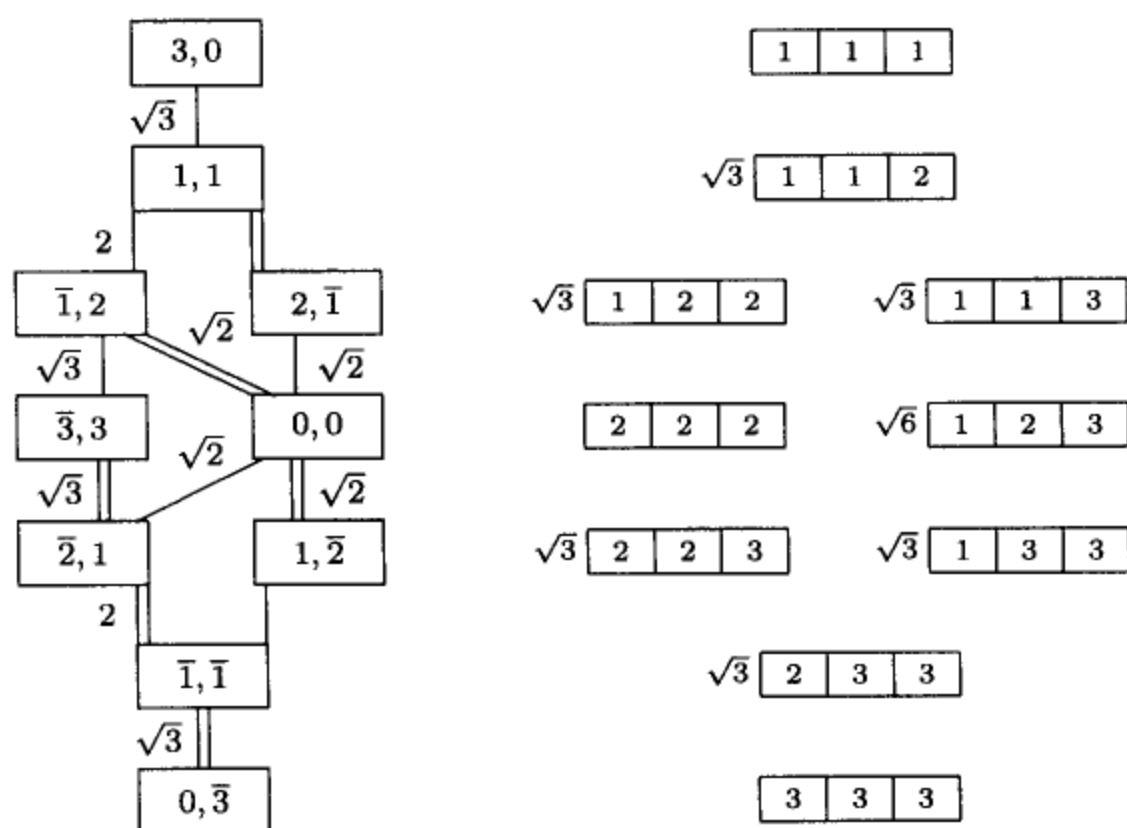 3, 0 1 1 1
√3
1, 1 √3 1 1 2
2
1̅, 2 2, 1̅ √3 1 2 2 √3 1 1 3
√2
√3 √2
3̅, 3 0, 0 2 2 2 √6 1 2 3
√2
√3 √2
2̅, 1 1, 2̅ √3 2 2 3 √3 1 3 3
2
1̅, 1̅ √3 2 3 3
√3
0, 3̅ 3 3 3